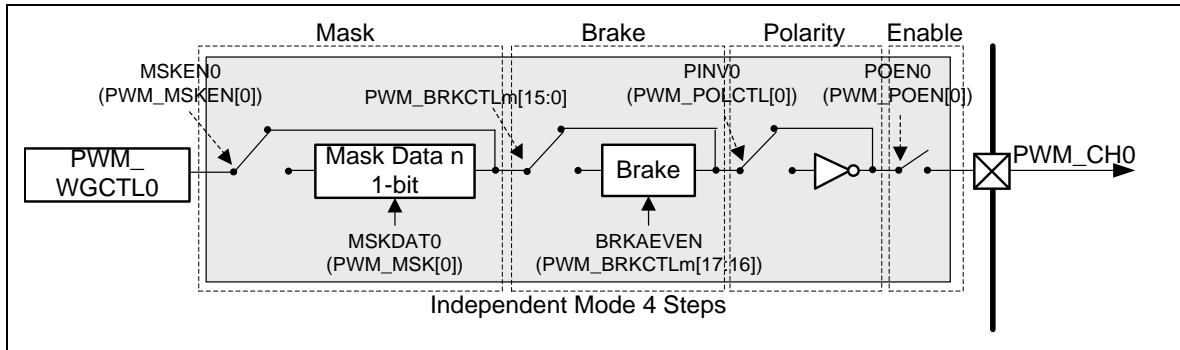 Mask
Brake
Polarity
Enable
MSKEN0
(PWM_MSKEN[0])
PWM_BRKCTLm[15:0]
PINV0
(PWM_POLCTL[0])
POEN0
(PWM_POEN[0])
PWM_
WGCTL0
Mask Data n
1-bit
Brake
PWM_CH0
MSKDAT0
(PWM_MSK[0])
BRKAEVEN
(PWM_BRKCTLm[17:16])
Independent Mode 4 Steps